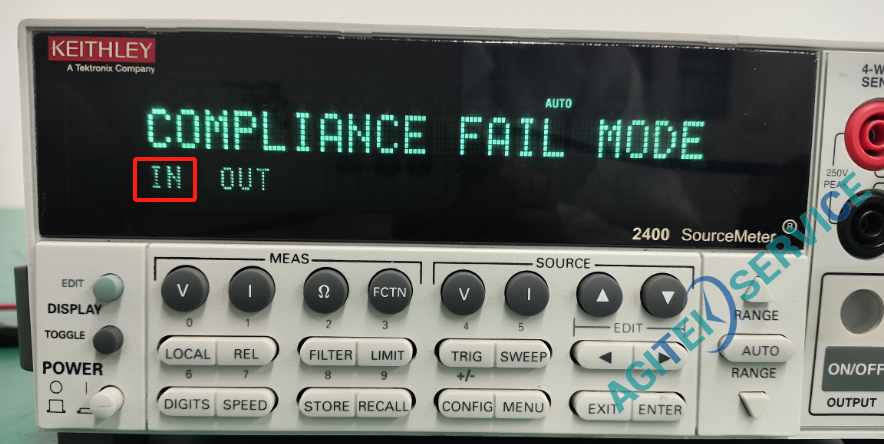 KEITHLEY
A Tektronix Company
AUTO
COMPLIANCE FAIL MODE
IN OUT
2400 SourceMeter®
4-W
SEN
250V
PEA
MEAS
SOURCE
EDIT
DISPLAY
TOGGLE
POWER
V I Ω FCTN V I
0 1 2 3 4 5
EDIT
LOCAL REL FILTER LIMIT TRIG SWEEP
6 7 8 9 +/-
DIGITS SPEED STORE RECALL CONFIG MENU EXIT ENTER
RANGE
AUTO
RANGE
ON/OFF
OUTPUT
AGITEK SERVICE